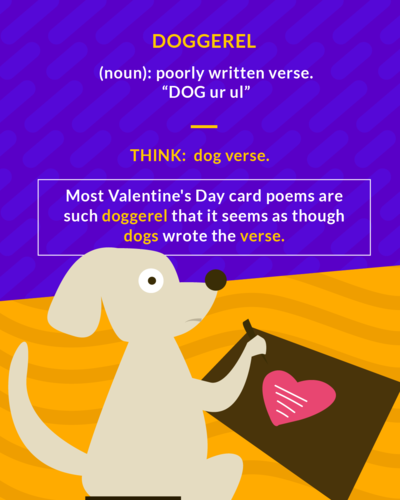 DOGGEREL
(noun): poorly written verse.
“DOG ur ul”
THINK: dog verse.
Most Valentine's Day card poems are
such doggerel that it seems as though
dogs wrote the verse.